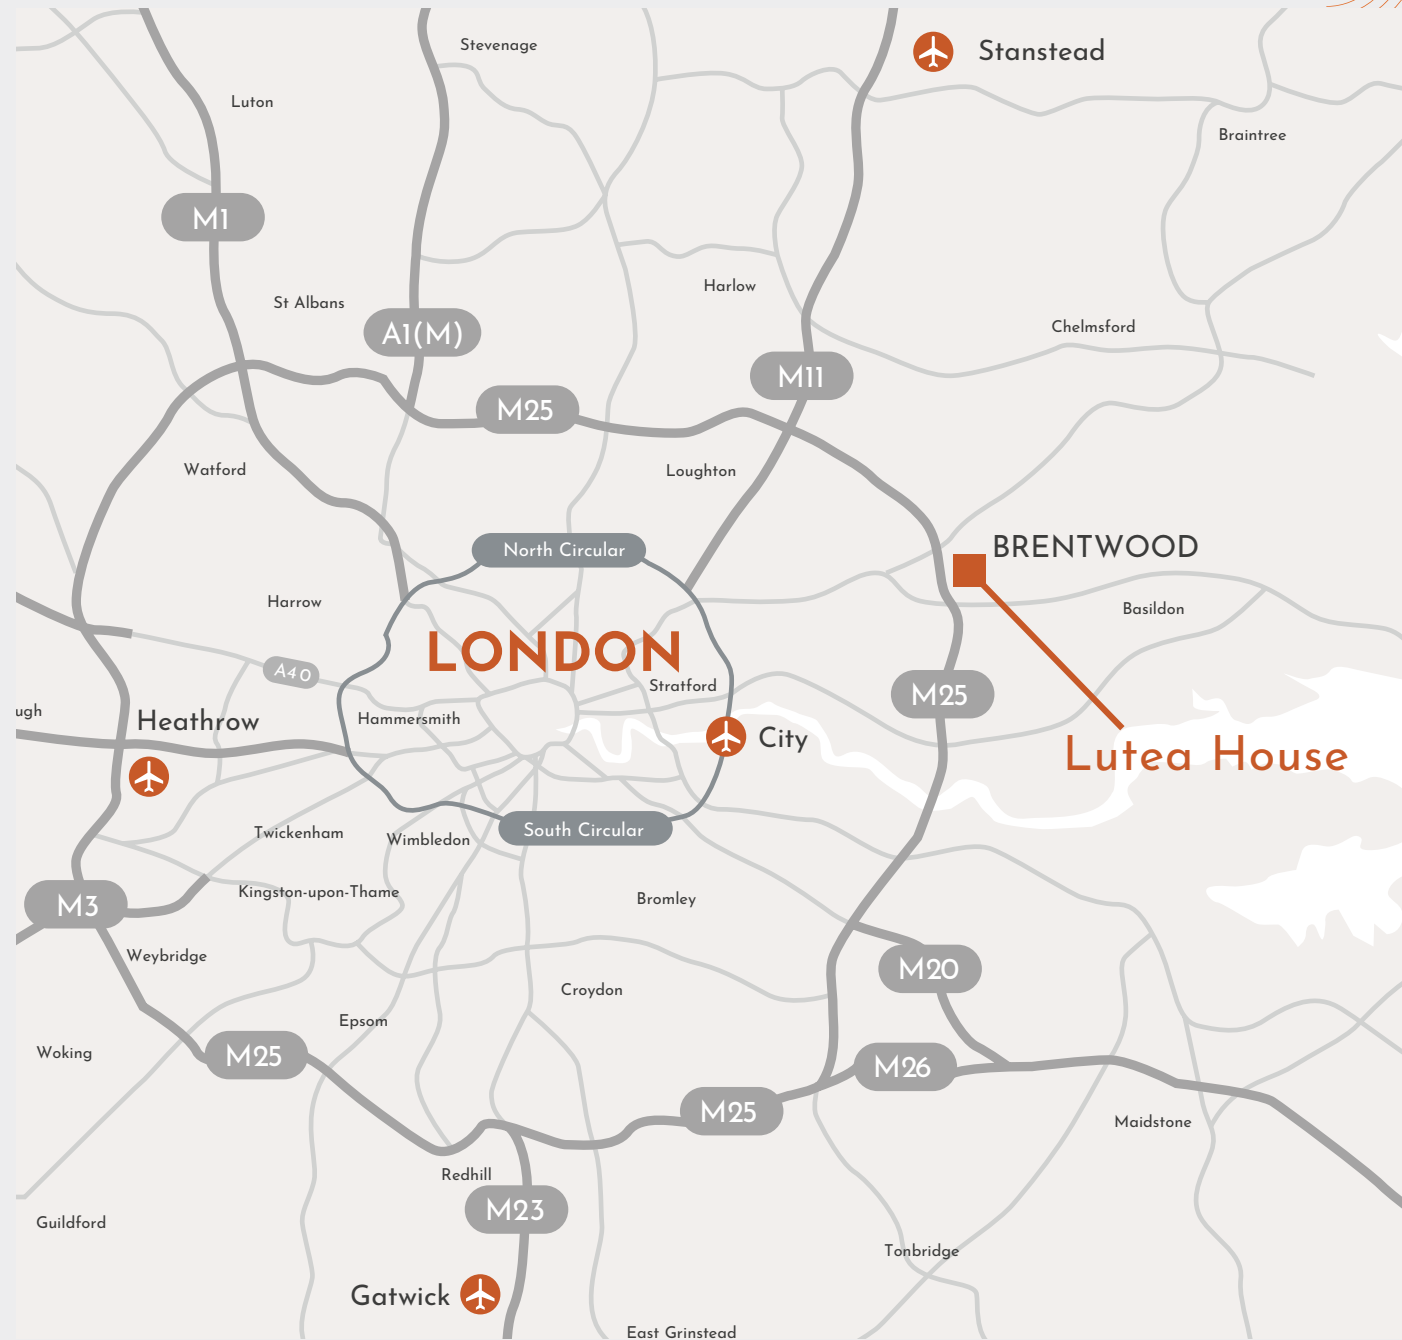 Stevenage
Stanstead
Luton
Braintree
M1
Harlow
St Albans
Chelmsford
A1(M)
M11
M25
Watford
Loughton
North Circular
BRENTWOOD
Harrow
Basildon
LONDON
A40
Stratford
M25
ugh
Heathrow
Hammersmith
City
Lutea House
Twickenham
South Circular
Wimbledon
Kingston-upon-Thame
Bromley
M3
Weybridge
M20
Croydon
Epsom
Woking
M25
M26
M25
Maidstone
Redhill
M23
Guildford
Tonbridge
Gatwick
East Grinstead